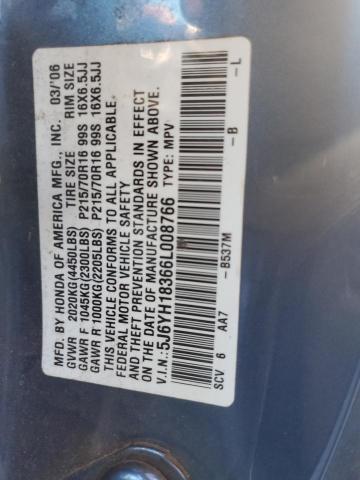 MFD. BY HONDA OF AMERICA MFG., INC. 03/'06
GVWR 2020KG(4450LBS) TIRE SIZE RIM SIZE
GAWR F 1045KG(2300LBS) P215/70R16 99S 16X6.5JJ
GAWR R 1000KG(2205LBS) P215/70R16 99S 16X6.5JJ
THIS VEHICLE CONFORMS TO ALL APPLICABLE
FEDERAL MOTOR VEHICLE SAFETY
AND THEFT PREVENTION STANDARDS IN EFFECT
ON THE DATE OF MANUFACTURE SHOWN ABOVE.
V.I.N.: 5J6YH18366L008766 TYPE: MPV
SCV 6 AA7 -B537M -B -L